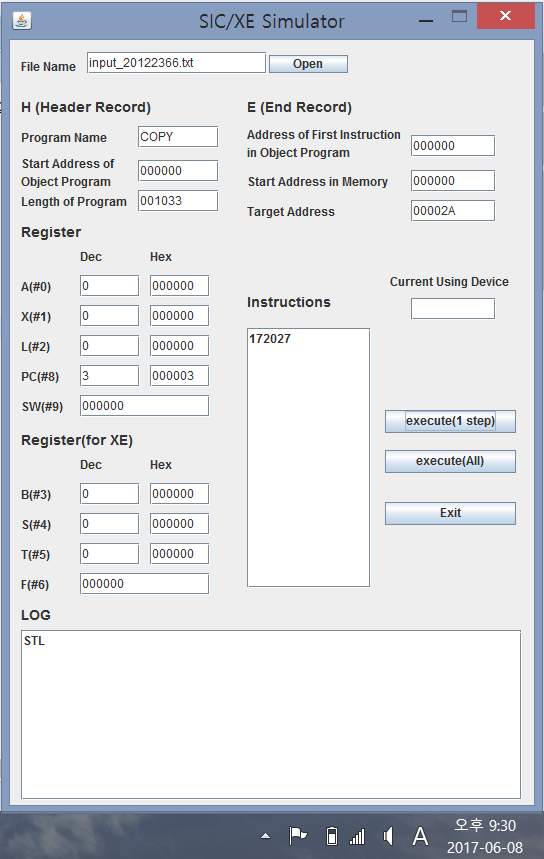 SIC/XE Simulator
File Name input_20122366.txt Open
H (Header Record)
Program Name COPY
Start Address of
Object Program 000000
Length of Program 001033
E (End Record)
Address of First Instruction
in Object Program 000000
Start Address in Memory 000000
Target Address 00002A
Register
Dec Hex
A(#0) 0 000000
X(#1) 0 000000
L(#2) 0 000000
PC(#8) 3 000003
SW(#9) 000000
Register(for XE)
Dec Hex
B(#3) 0 000000
S(#4) 0 000000
T(#5) 0 000000
F(#6) 000000
Instructions
172027
Current Using Device
execute(1 step)
execute(All)
Exit
LOG
STL
A
오후 9:30
2017-06-08